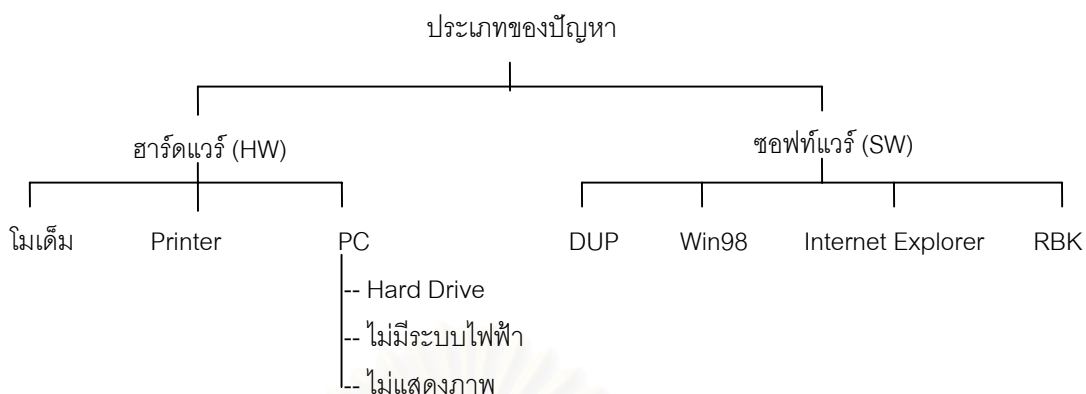 ประเภทของปัญหา
ฮาร์ดแวร์ (HW)
ซอฟท์แวร์ (SW)
โมเด็ม Printer PC DUP Win98 Internet Explorer RBK
-- Hard Drive
-- ไม่มีระบบไฟฟ้า
-- ไม่แสดงภาพ